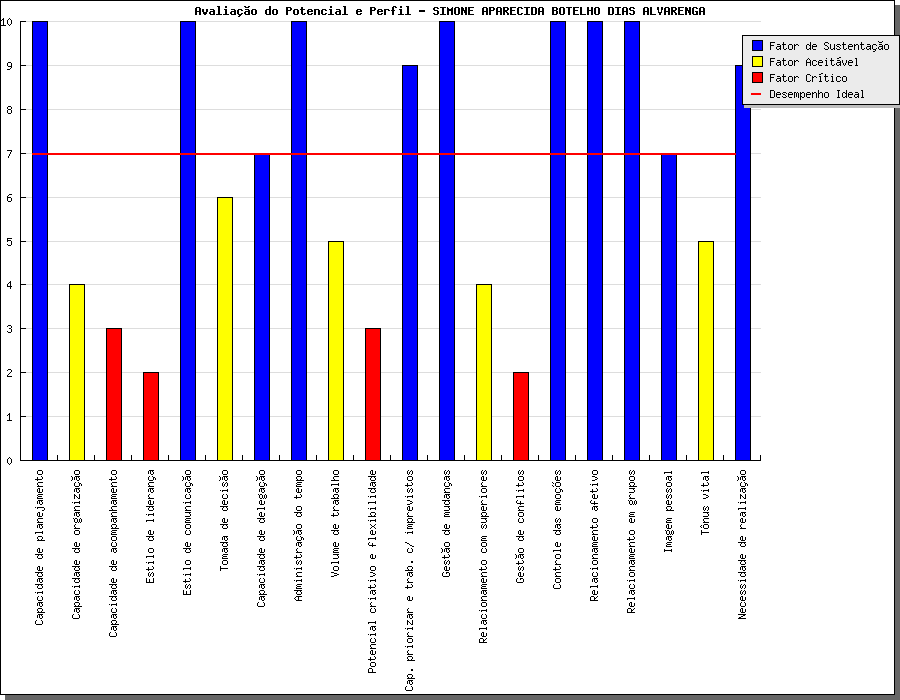 Avaliação do Potencial e Perfil - SIMONE APARECIDA BOTELHO DIAS ALVARENGA
Fator de Sustentação
Fator Aceitável
Fator Crítico
Desempenho Ideal
10
9
8
7
6
5
4
3
2
1
0
Capacidade de planejamento
Capacidade de organização
Capacidade de acompanhamento
Estilo de liderança
Estilo de comunicação
Tomada de decisão
Capacidade de delegação
Administração do tempo
Volume de trabalho
Potencial criativo e flexibilidade
Cap. priorizar e trab. c/ imprevistos
Gestão de mudanças
Relacionamento com superiores
Gestão de conflitos
Controle das emoções
Relacionamento afetivo
Relacionamento em grupos
Imagem pessoal
Tônus vital
Necessidade de realização